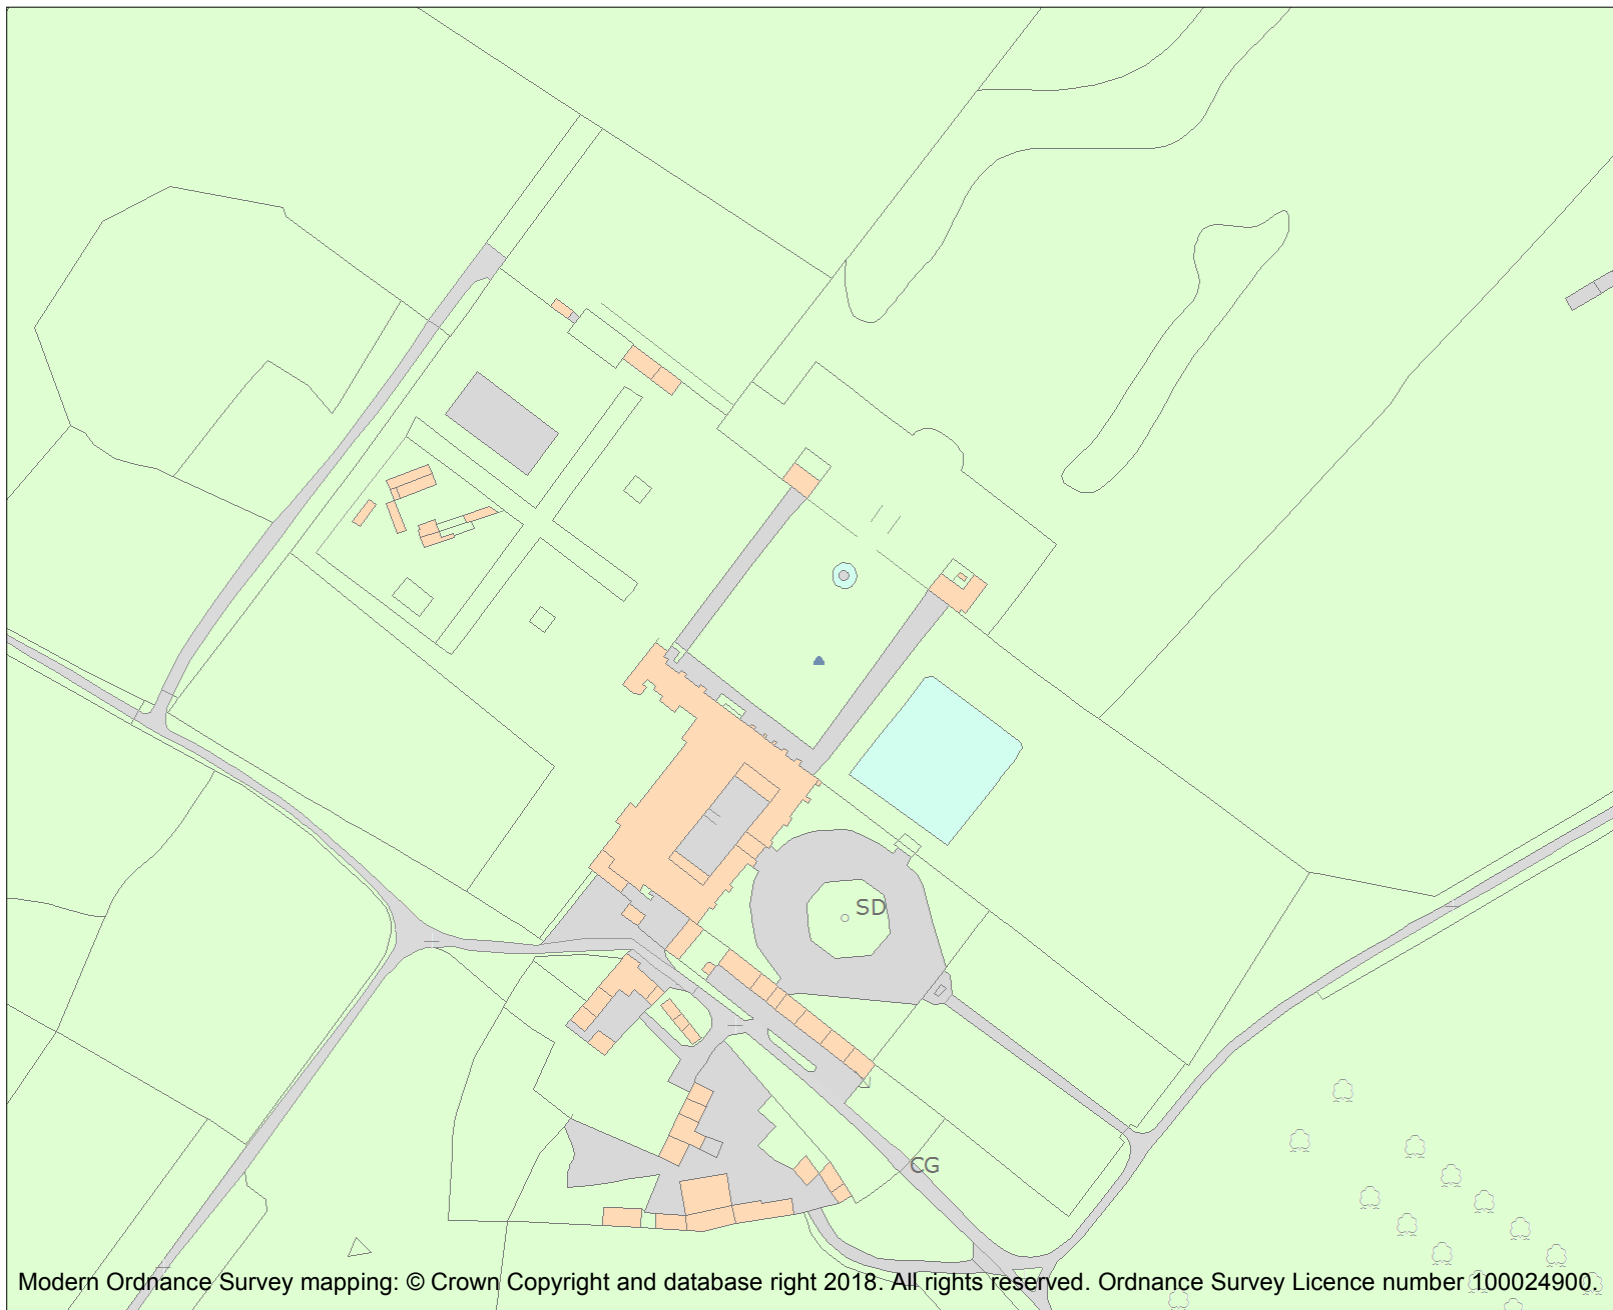 SD
CG
Modern Ordnance Survey mapping: © Crown Copyright and database right 2018. All rights reserved. Ordnance Survey Licence number 100024900.